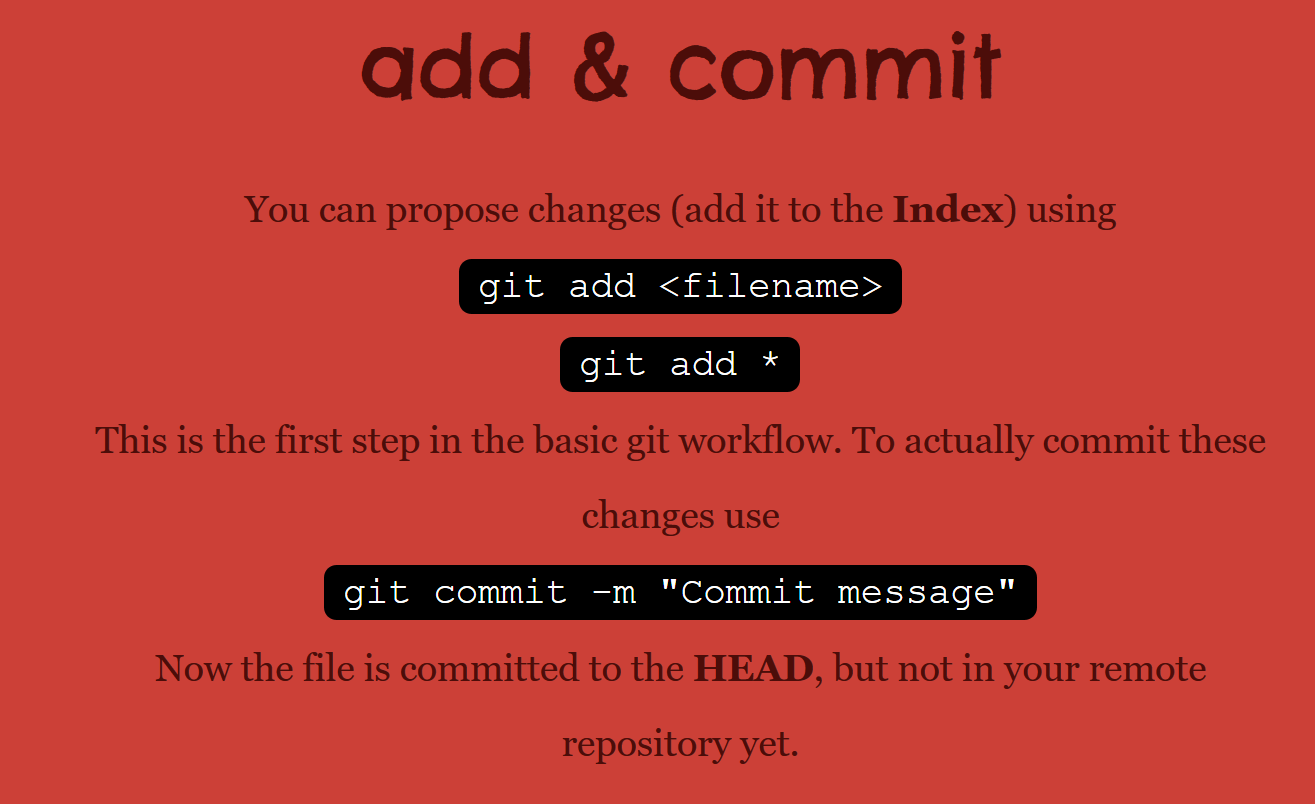 add & commit
You can propose changes (add it to the Index) using
git add <filename>
git add *
This is the first step in the basic git workflow. To actually commit these
changes use
git commit -m "Commit message"
Now the file is committed to the HEAD, but not in your remote
repository yet.